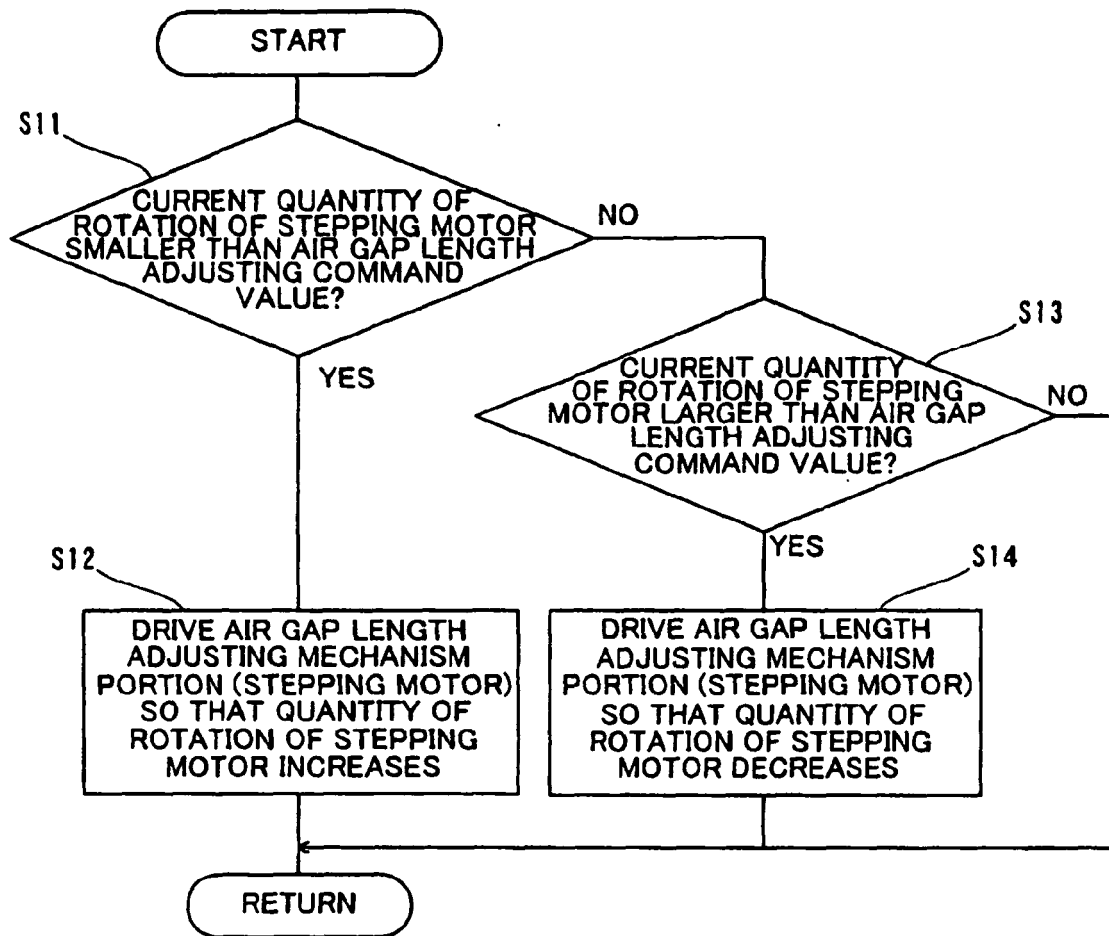 START
S11
CURRENT QUANTITY OF
ROTATION OF STEPPING MOTOR
SMALLER THAN AIR GAP LENGTH
ADJUSTING COMMAND
VALUE?
NO
YES
S13
CURRENT QUANTITY
OF ROTATION OF STEPPING
MOTOR LARGER THAN AIR GAP
LENGTH ADJUSTING
COMMAND VALUE?
NO
YES
S12
DRIVE AIR GAP LENGTH
ADJUSTING MECHANISM
PORTION (STEPPING MOTOR)
SO THAT QUANTITY OF
ROTATION OF STEPPING
MOTOR INCREASES
S14
DRIVE AIR GAP LENGTH
ADJUSTING MECHANISM
PORTION (STEPPING MOTOR)
SO THAT QUANTITY OF
ROTATION OF STEPPING
MOTOR DECREASES
RETURN